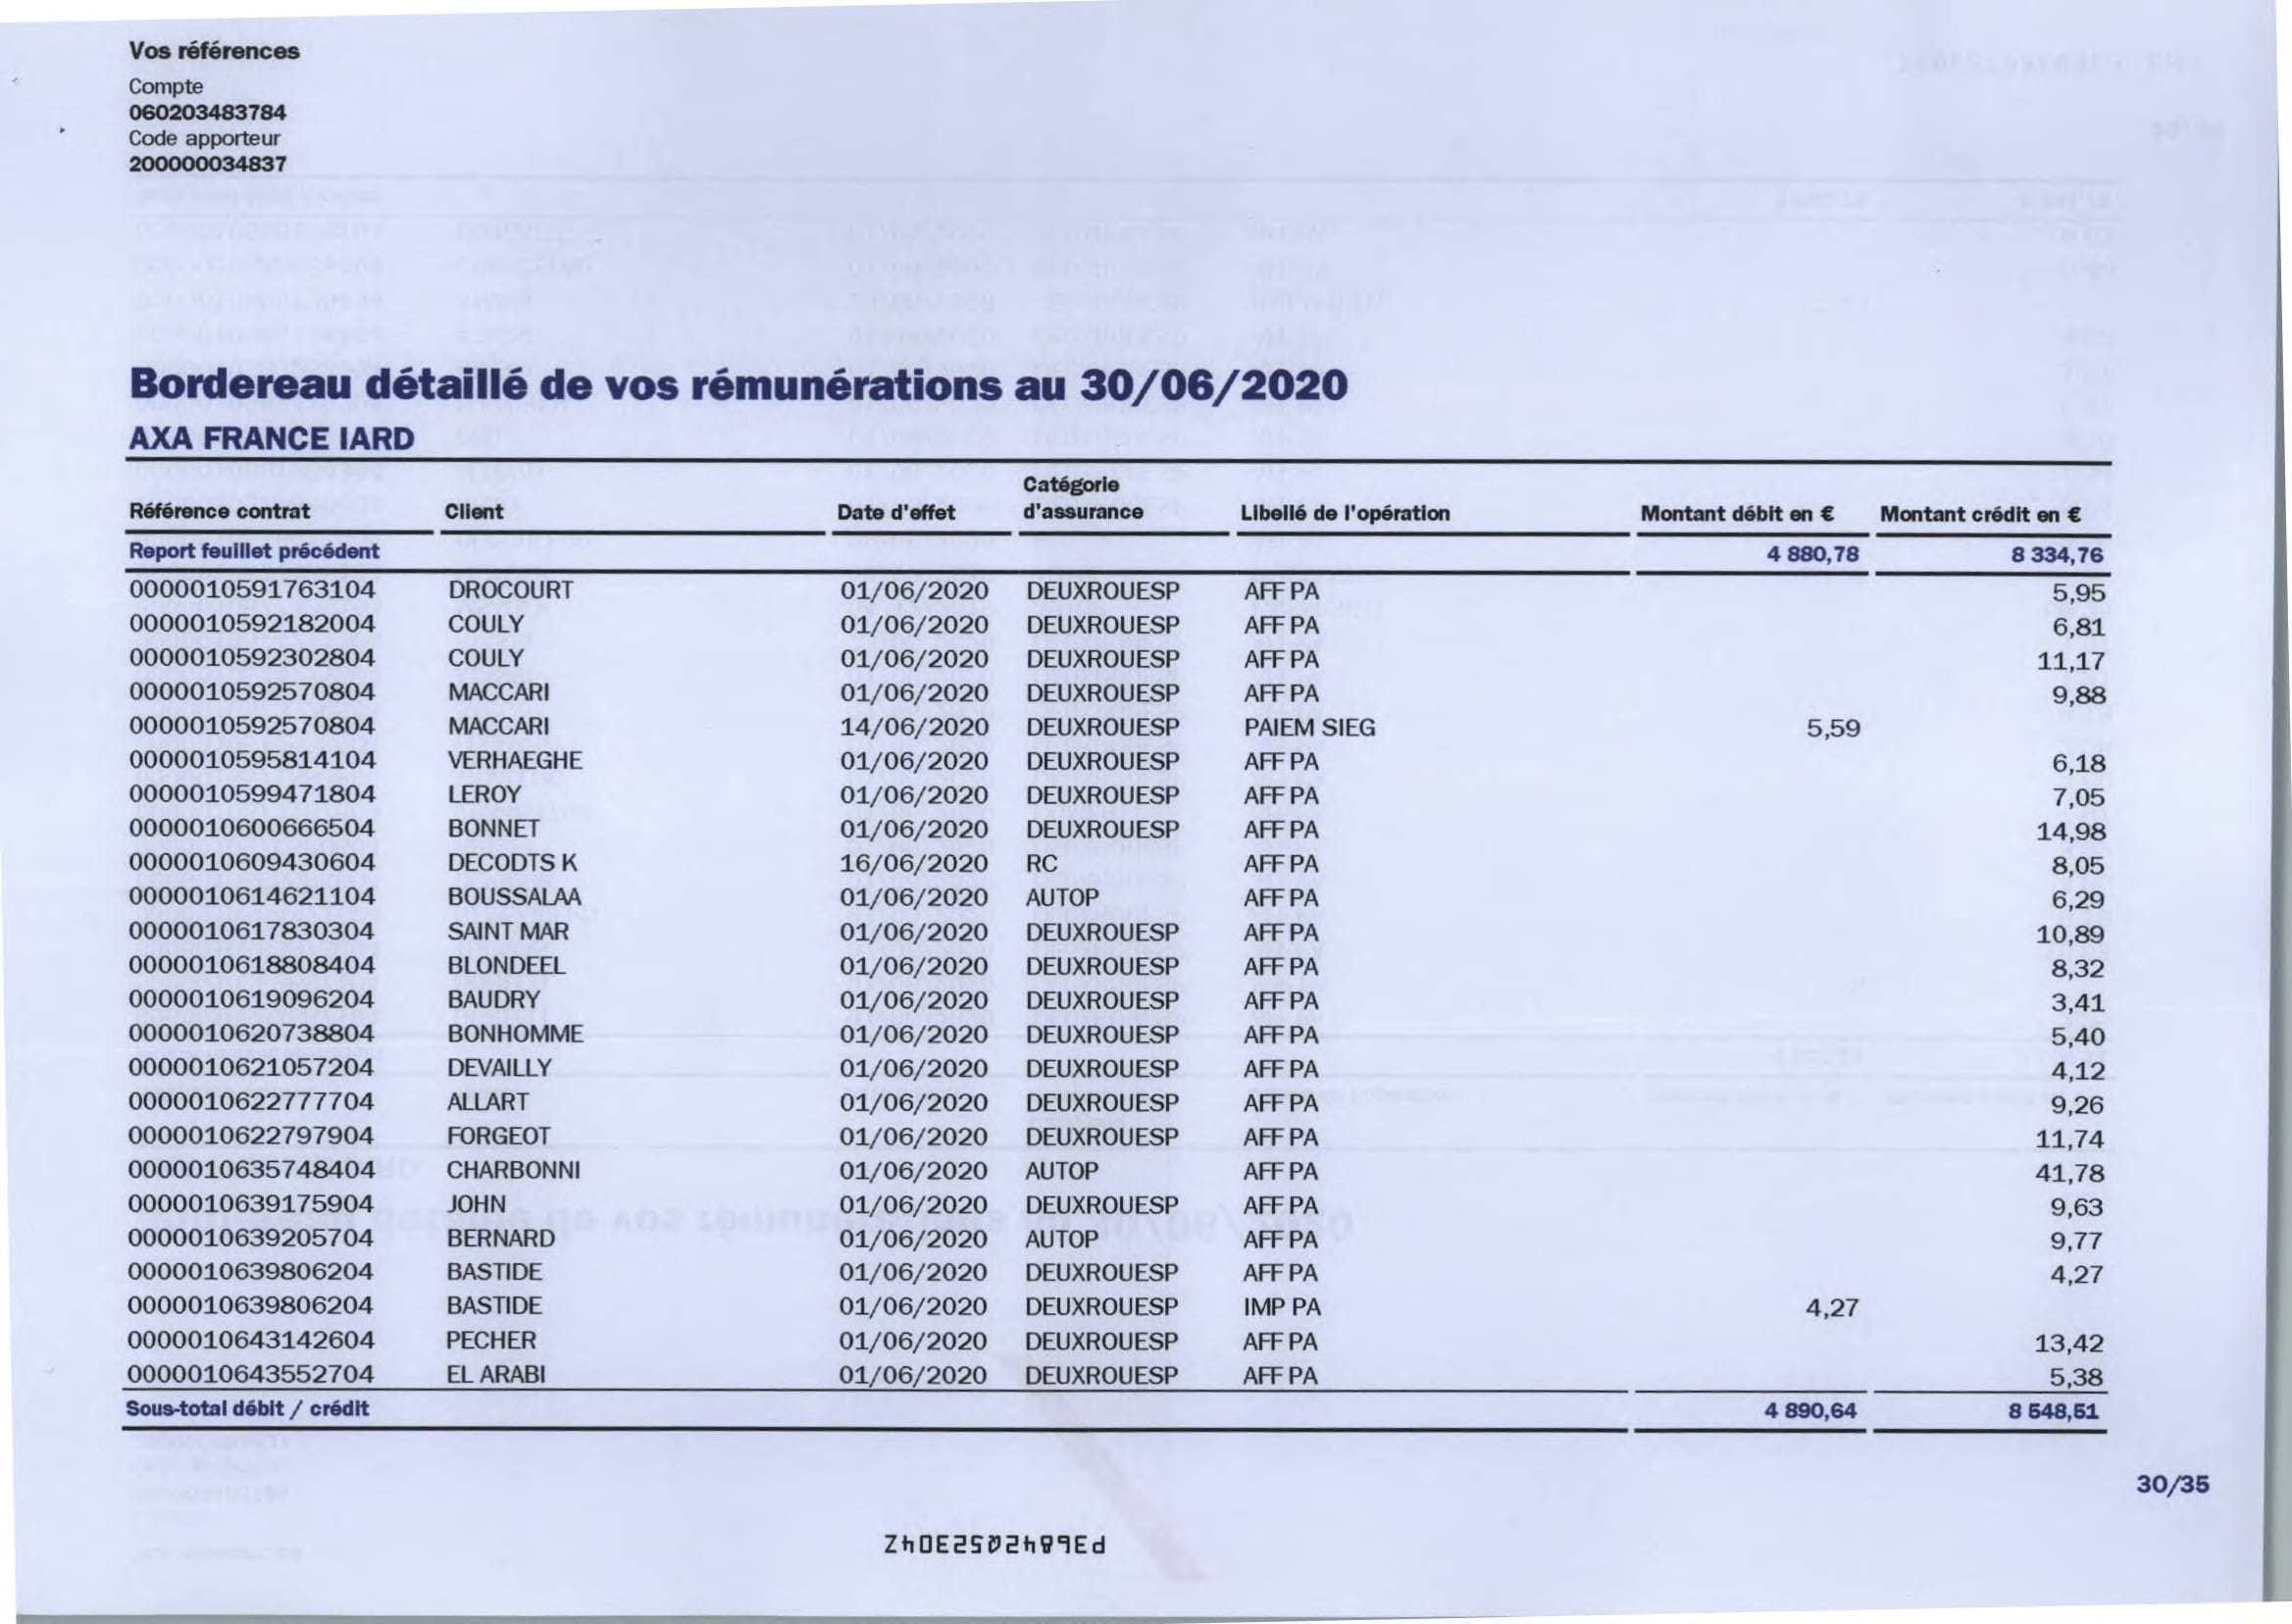 Vos références
Compte
060203483784
Code apporteur
200000034837
Bordereau détaillé de vos rémunérations au 30/06/2020
AXA FRANCE IARD
Référence contrat Client Date d'effet Catégorie d'assurance Libellé de l'opération Montant débit en € Montant crédit en €
Report feuillet précédent 4 880,78 8 334,76
0000010591763104 DROCOURT 01/06/2020 DEUXROUESP AFF PA 5,95
0000010592182004 COULY 01/06/2020 DEUXROUESP AFF PA 6,81
0000010592302804 COULY 01/06/2020 DEUXROUESP AFF PA 11,17
0000010592570804 MACCARI 01/06/2020 DEUXROUESP AFF PA 9,88
0000010592570804 MACCARI 14/06/2020 DEUXROUESP PAIEM SIEG 5,59
0000010595814104 VERHAEGHE 01/06/2020 DEUXROUESP AFF PA 6,18
0000010599471804 LEROY 01/06/2020 DEUXROUESP AFF PA 7,05
0000010600666504 BONNET 01/06/2020 DEUXROUESP AFF PA 14,98
0000010609430604 DECODTS K 16/06/2020 RC AFF PA 8,05
0000010614621104 BOUSSALAA 01/06/2020 AUTOP AFF PA 6,29
0000010617830304 SAINT MAR 01/06/2020 DEUXROUESP AFF PA 10,89
0000010618808404 BLONDEEL 01/06/2020 DEUXROUESP AFF PA 8,32
0000010619096204 BAUDRY 01/06/2020 DEUXROUESP AFF PA 3,41
0000010620738804 BONHOMME 01/06/2020 DEUXROUESP AFF PA 5,40
0000010621057204 DEVAILLY 01/06/2020 DEUXROUESP AFF PA 4,12
0000010622777704 ALLART 01/06/2020 DEUXROUESP AFF PA 9,26
0000010622797904 FORGEOT 01/06/2020 DEUXROUESP AFF PA 11,74
0000010635748404 CHARBONNI 01/06/2020 AUTOP AFF PA 41,78
0000010639175904 JOHN 01/06/2020 DEUXROUESP AFF PA 9,63
0000010639205704 BERNARD 01/06/2020 AUTOP AFF PA 9,77
0000010639806204 BASTIDE 01/06/2020 DEUXROUESP AFF PA 4,27
0000010639806204 BASTIDE 01/06/2020 DEUXROUESP IMP PA 4,27
0000010643142604 PECHER 01/06/2020 DEUXROUESP AFF PA 13,42
0000010643552704 EL ARABI 01/06/2020 DEUXROUESP AFF PA 5,38
Sous-total débit / crédit 4 890,64 8 548,51
30/35